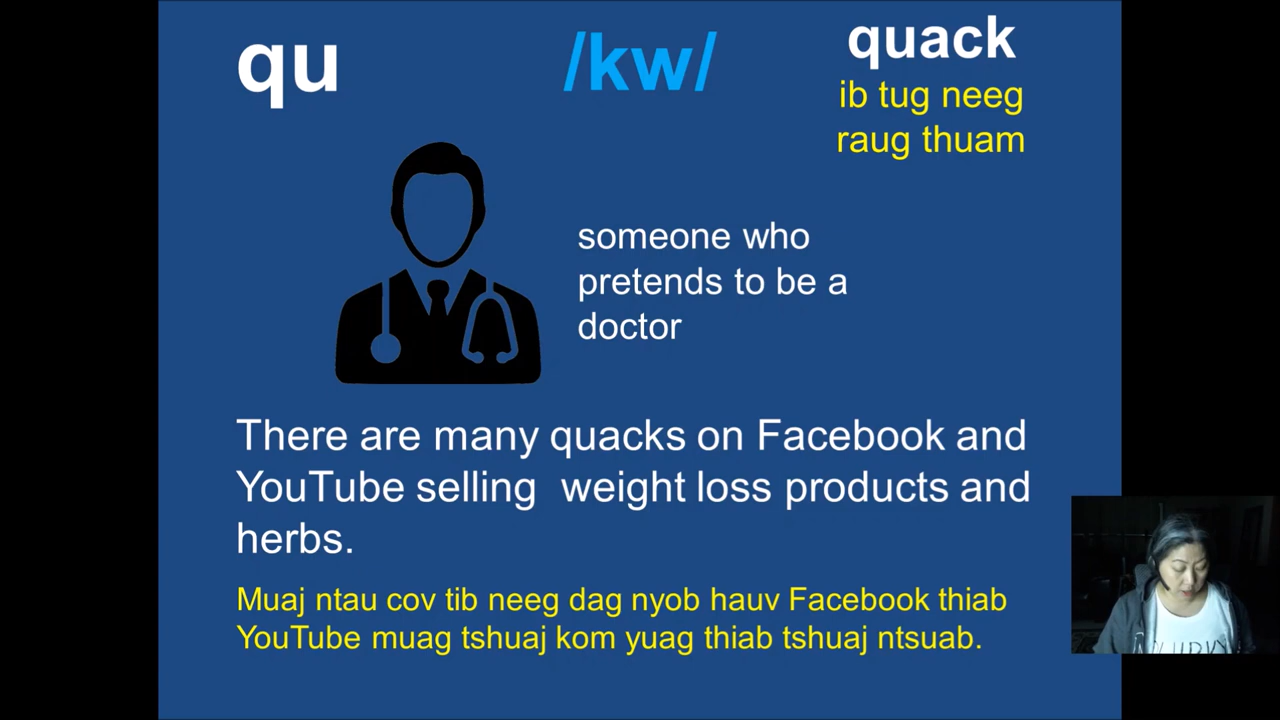 qu
/kw/
quack
ib tug neeg
raug thuam
someone who
pretends to be a
doctor
There are many quacks on Facebook and
YouTube selling  weight loss products and
herbs.
Muaj ntau cov tib neeg dag nyob hauv Facebook thiab
YouTube muag tshuaj kom yuag thiab tshuaj ntsuab.